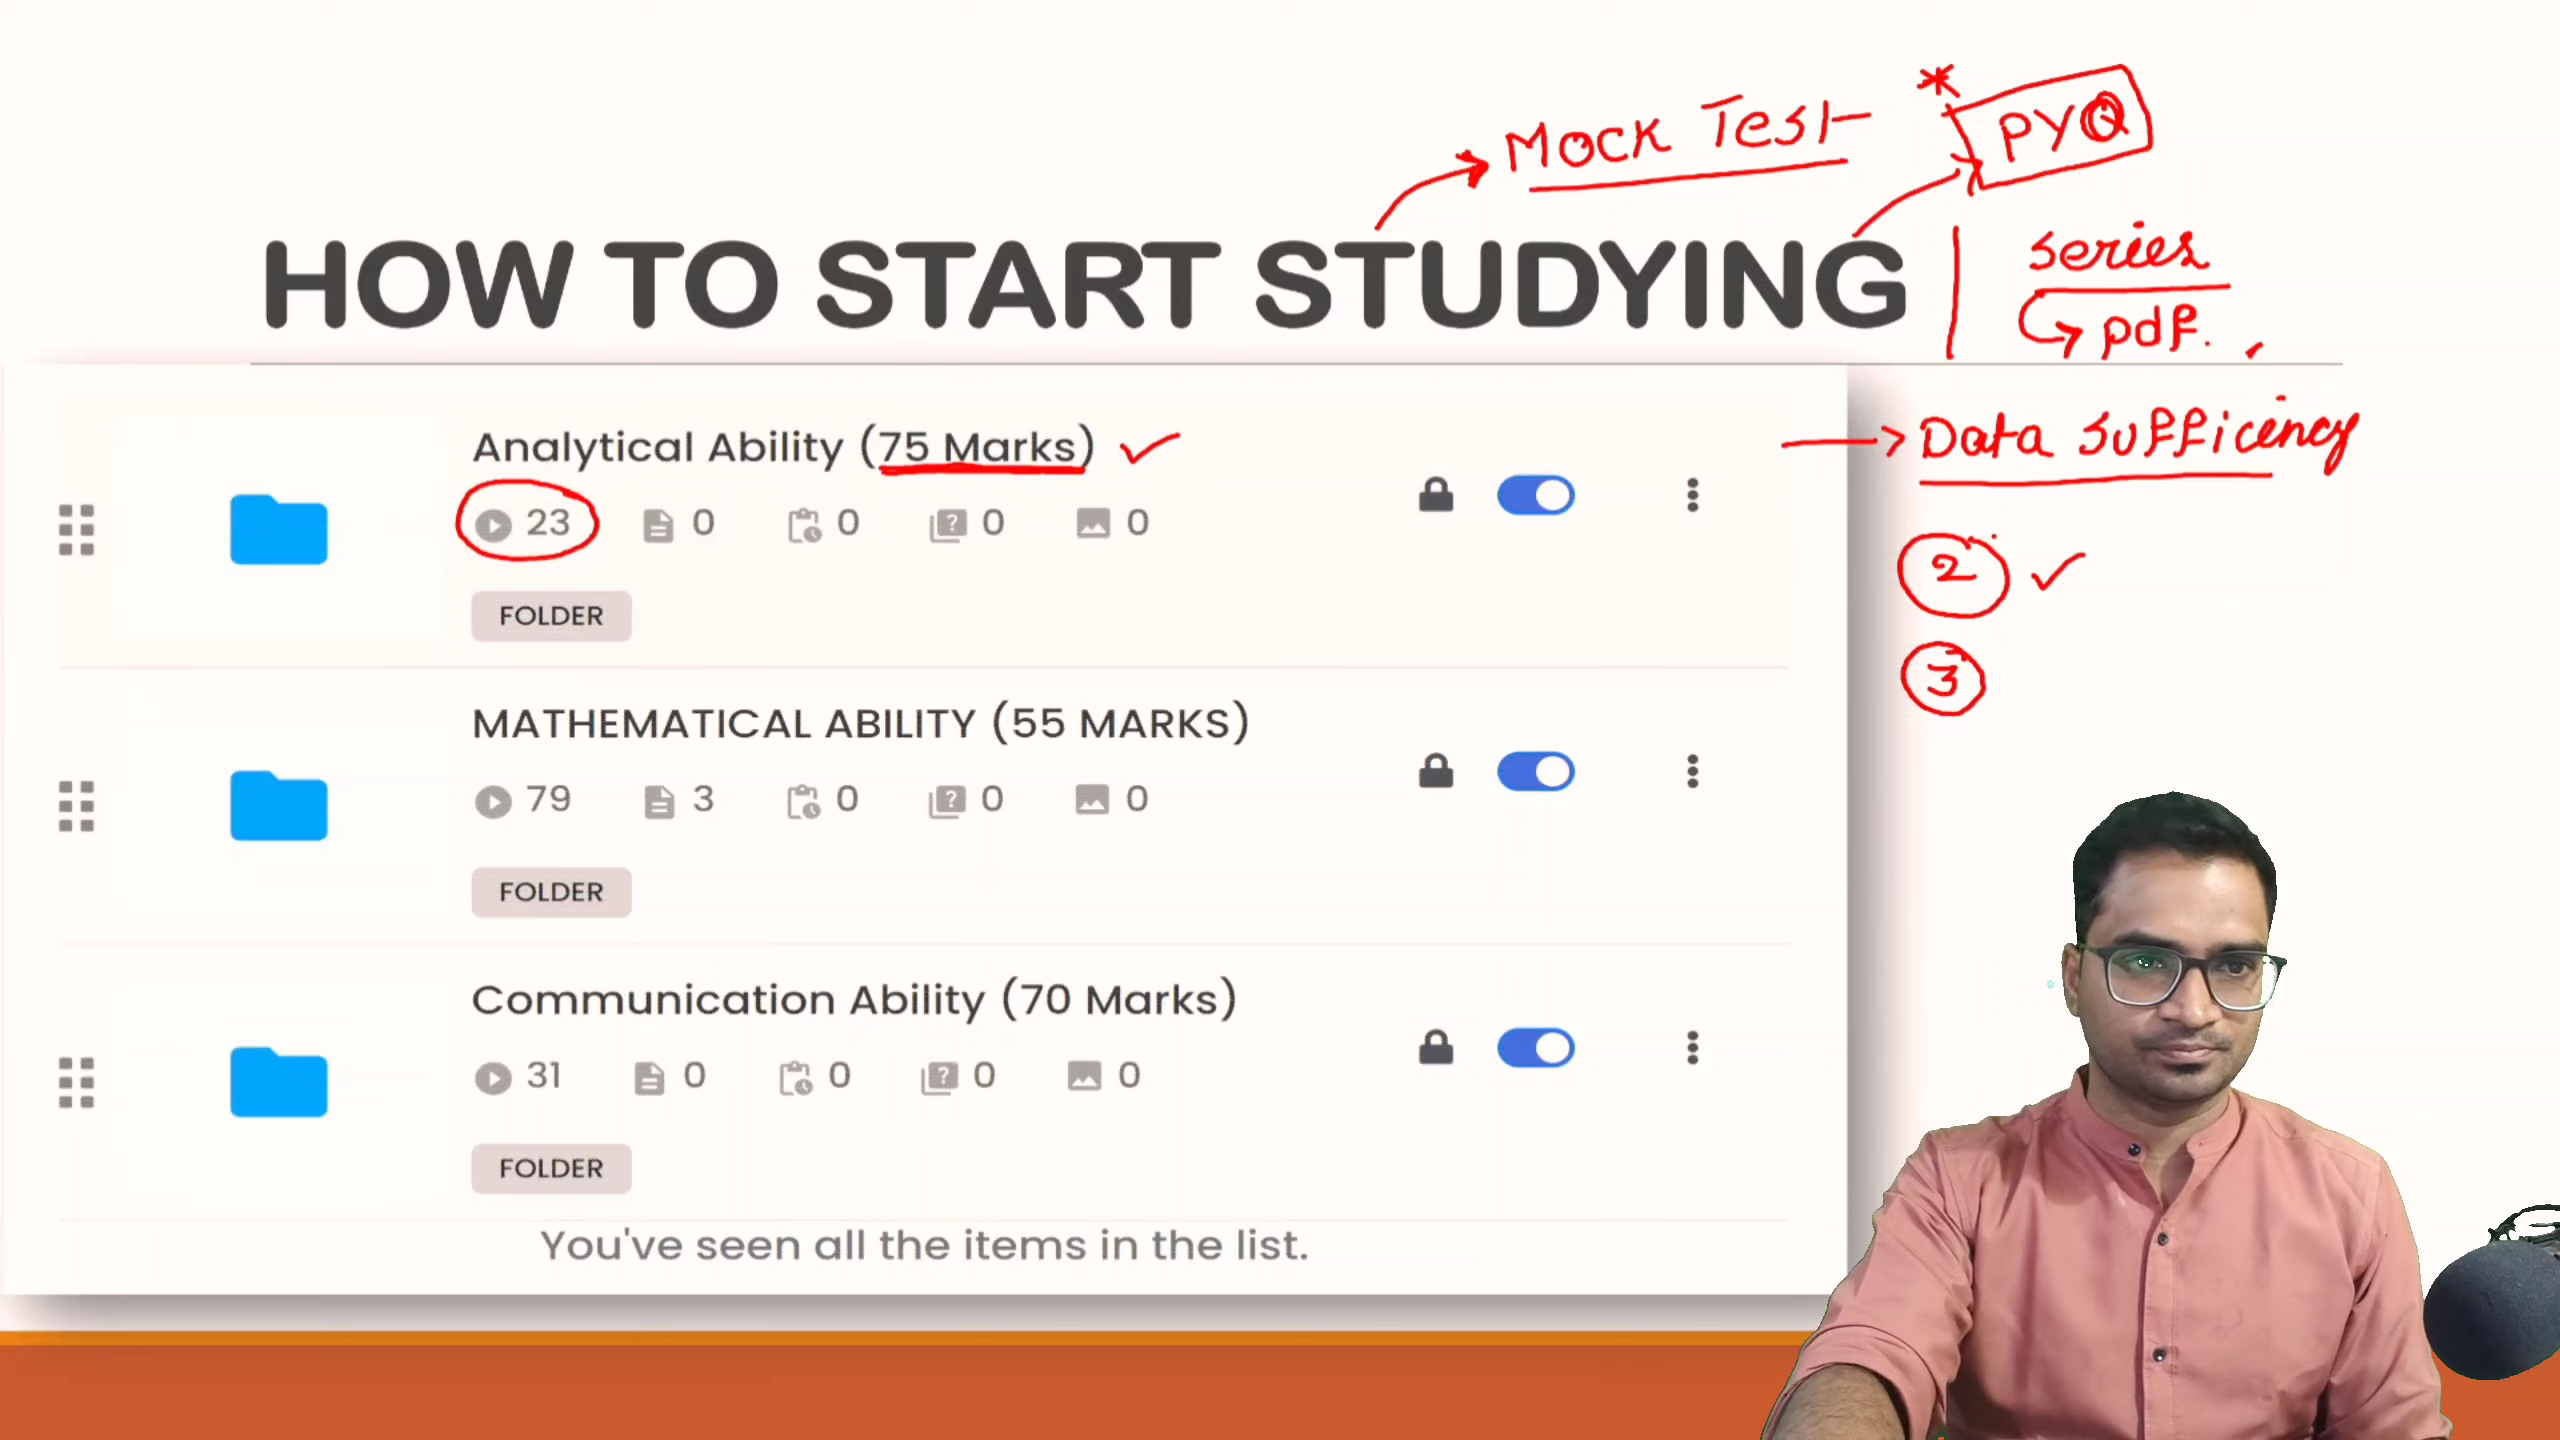 Mock Test
* PYQ
HOW TO START STUDYING
series
pdf.
Analytical Ability (75 Marks)
23 0 0 0 0
FOLDER
Data Sufficiency
2
3
MATHEMATICAL ABILITY (55 MARKS)
79 3 0 0 0
FOLDER
Communication Ability (70 Marks)
31 0 0 0 0
FOLDER
You've seen all the items in the list.